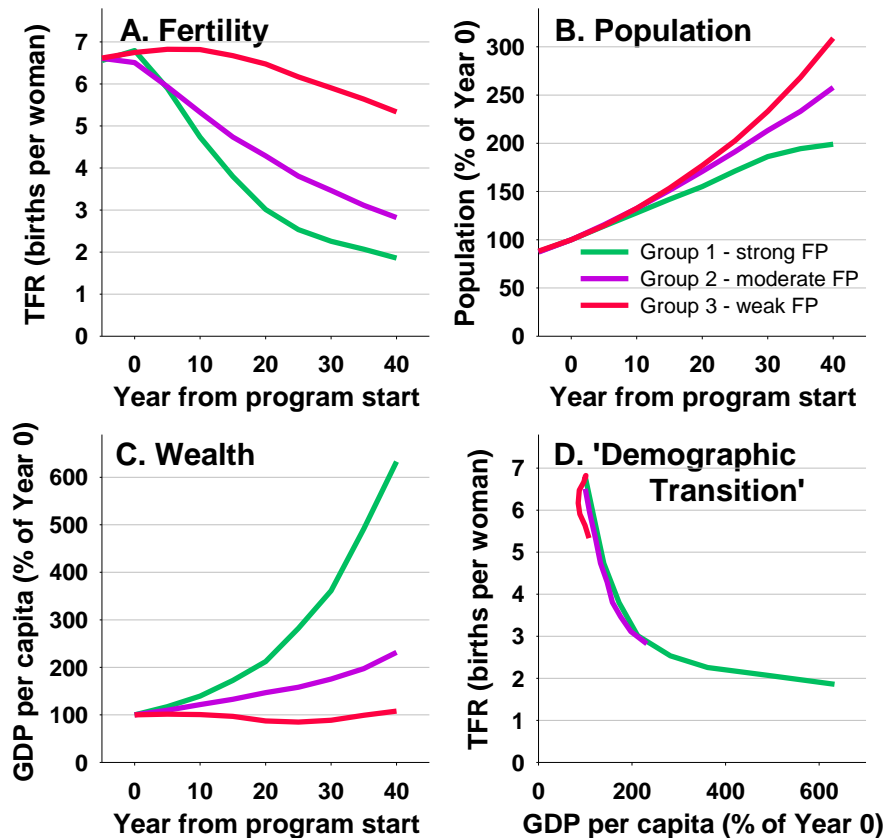 A. Fertility
7
6
5
4
3
2
1
0
TFR (births per woman)
0 10 20 30 40
Year from program start
B. Population
300
250
200
150
100
50
0
Population (% of Year 0)
Group 1 - strong FP
Group 2 - moderate FP
Group 3 - weak FP
0 10 20 30 40
Year from program start
C. Wealth
600
500
400
300
200
100
0
GDP per capita (% of Year 0)
0 10 20 30 40
Year from program start
D. 'Demographic
Transition'
7
6
5
4
3
2
1
0
TFR (births per woman)
0 200 400 600
GDP per capita (% of Year 0)